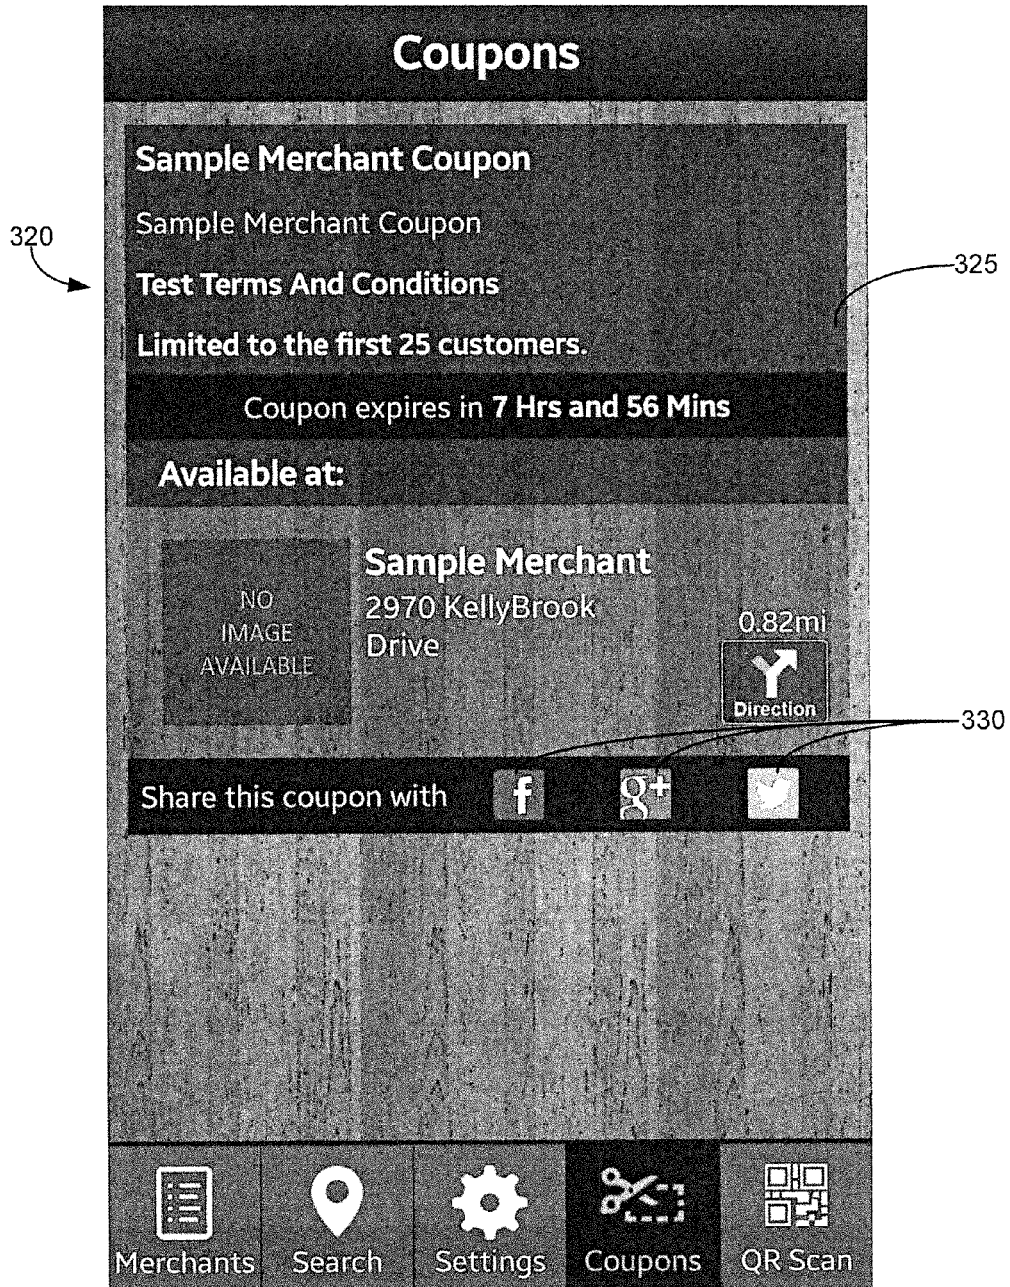 Coupons
Sample Merchant Coupon
Sample Merchant Coupon
320
325
Test Terms And Conditions
Limited to the first 25 customers.
Coupon expires in 7 Hrs and 56 Mins
Available at:
NO
IMAGE
AVAILABLE
Sample Merchant
2970 KellyBrook
Drive
0.82mi
Direction
330
Share this coupon with
f
g+
Merchants
Search
Settings
Coupons
QR Scan